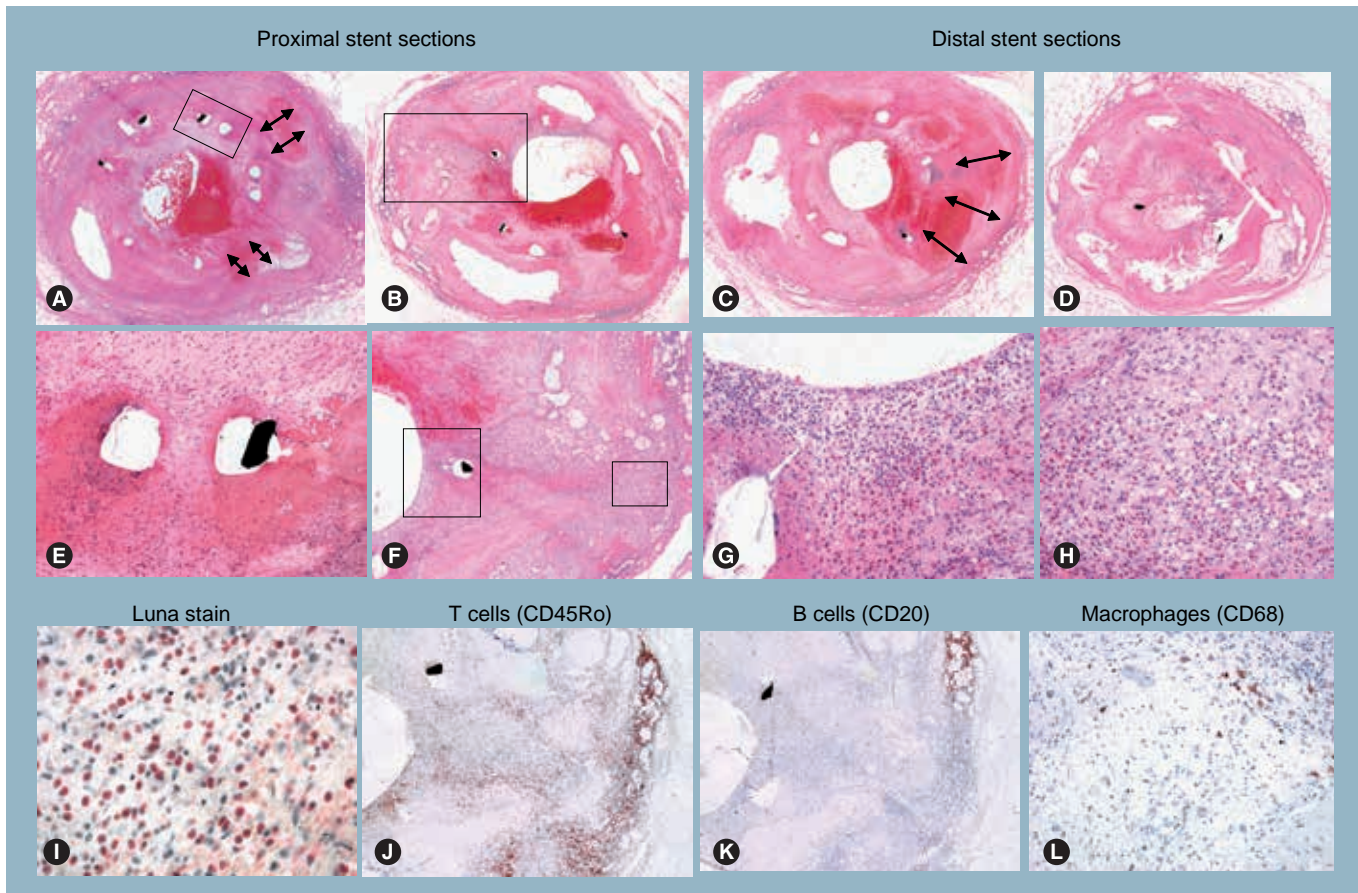 Proximal stent sections
Distal stent sections
A
B
C
D
E
F
G
H
Luna stain
T cells (CD45Ro)
B cells (CD20)
Macrophages (CD68)
I
J
K
L